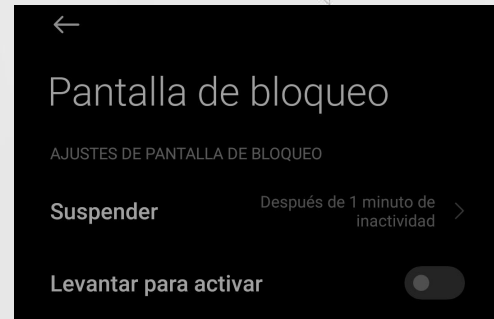 Pantalla de bloqueo
AJUSTES DE PANTALLA DE BLOQUEO
Suspender
Después de 1 minuto de
inactividad
Levantar para activar